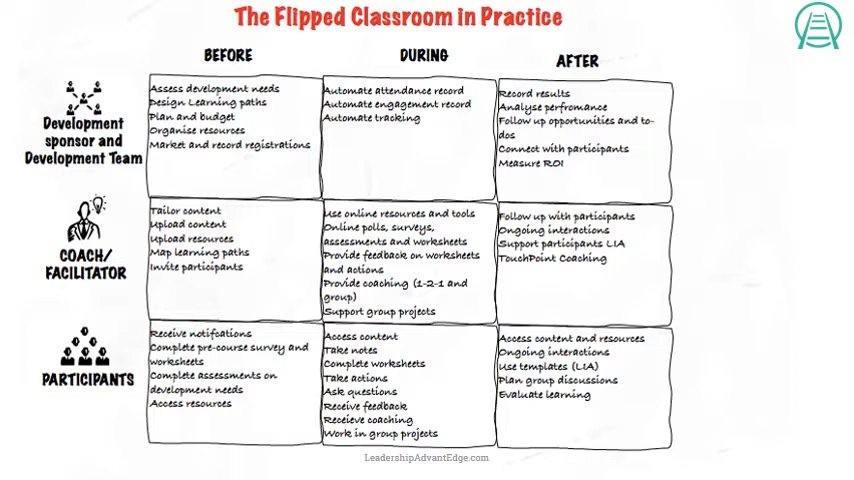 The Flipped Classroom in Practice
BEFORE
DURING
AFTER
Development
sponsor and
Development Team
Assess development needs
Design Learning paths
Plan and budget
Organise resources
Market and record registrations
Automate attendance record
Automate engagement record
Automate tracking
Record results
Analyse perfromance
Follow up opportunities and to-
dos
Connect with participants
Measure ROI
COACH/
FACILITATOR
Tailor content
Upload content
Upload resources
Map learning paths
Invite participants
Use online resources and tools
Online polls, surveys,
assessments and worksheets
Provide feedback on worksheets
and actions
Provide coaching (1-2-1 and
group)
Support group projects
Follow up with participants
Ongoing interactions
Support participants LIA
TouchPoint Coaching
PARTICIPANTS
Receive notifcations
Complete pre-course survey and
worksheets
Complete assessments on
development needs
Access resources
Access content
Take notes
Complete worksheets
Take actions
Ask questions
Receive feedback
Receieve coaching
Work in group projects
Access content and resources
Ongoing interactions
Use templates (LIA)
Plan group discussions
Evaluate learning
LeadershipAdvantEdge.com